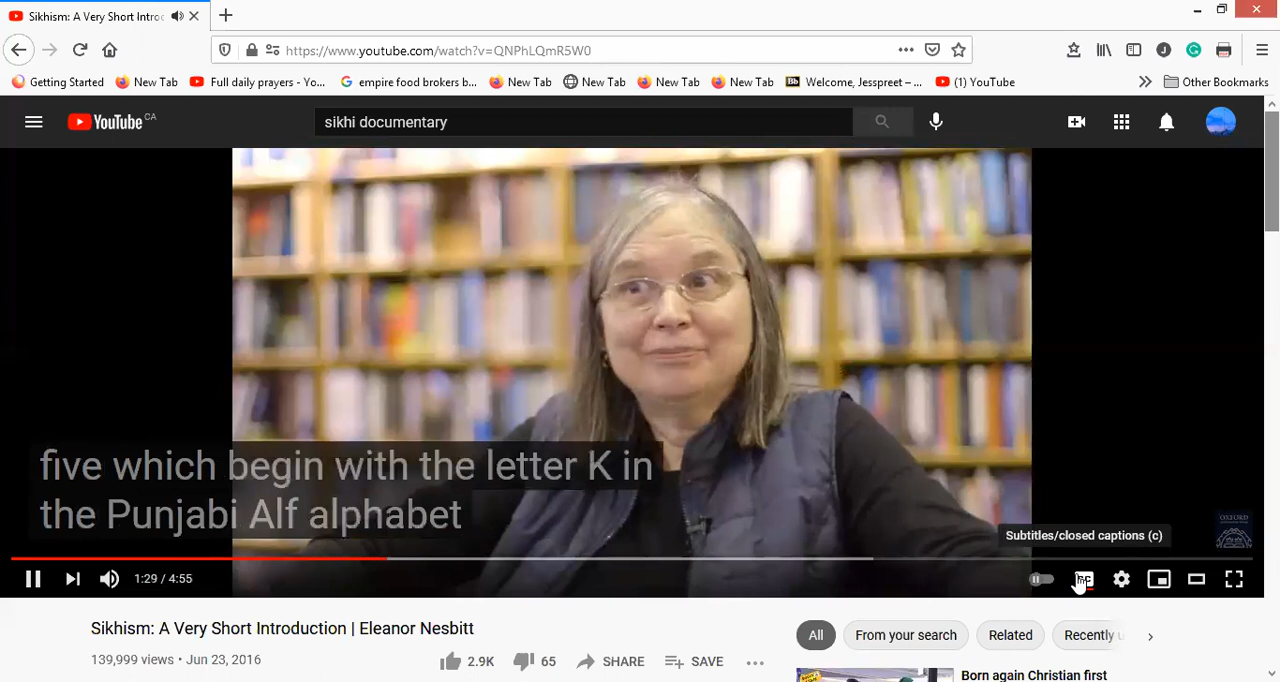 Sikhism: A Very Short Introd
https://www.youtube.com/watch?v=QNPhLQmR5W0
Getting Started
New Tab
Full daily prayers - Yo...
empire food brokers b...
New Tab
New Tab
New Tab
New Tab
Welcome, Jesspreet – ...
(1) YouTube
Other Bookmarks
YouTube CA
sikhi documentary
five which begin with the letter K in
the Punjabi Alf alphabet
OXFORD
Subtitles/closed captions (c)
1:29 / 4:55
Sikhism: A Very Short Introduction | Eleanor Nesbitt
139,999 views • Jun 23, 2016
2.9K
65
SHARE
SAVE
All
From your search
Related
Recently u
Born again Christian first